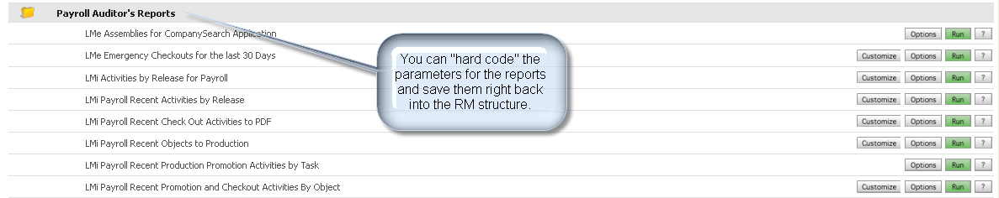 Payroll Auditor's Reports
LMe Assemblies for CompanySearch Application Options Run ?
LMe Emergency Checkouts for the last 30 Days Customize Options Run ?
LMi Activities by Release for Payroll Customize Options Run ?
LMi Payroll Recent Activities by Release Customize Options Run ?
LMi Payroll Recent Check Out Activities to PDF Customize Options Run ?
LMi Payroll Recent Objects to Production Customize Options Run ?
LMi Payroll Recent Production Promotion Activities by Task Options Run ?
LMi Payroll Recent Promotion and Checkout Activities By Object Customize Options Run ?
You can "hard code" the
parameters for the reports
and save them right back
into the RM structure.